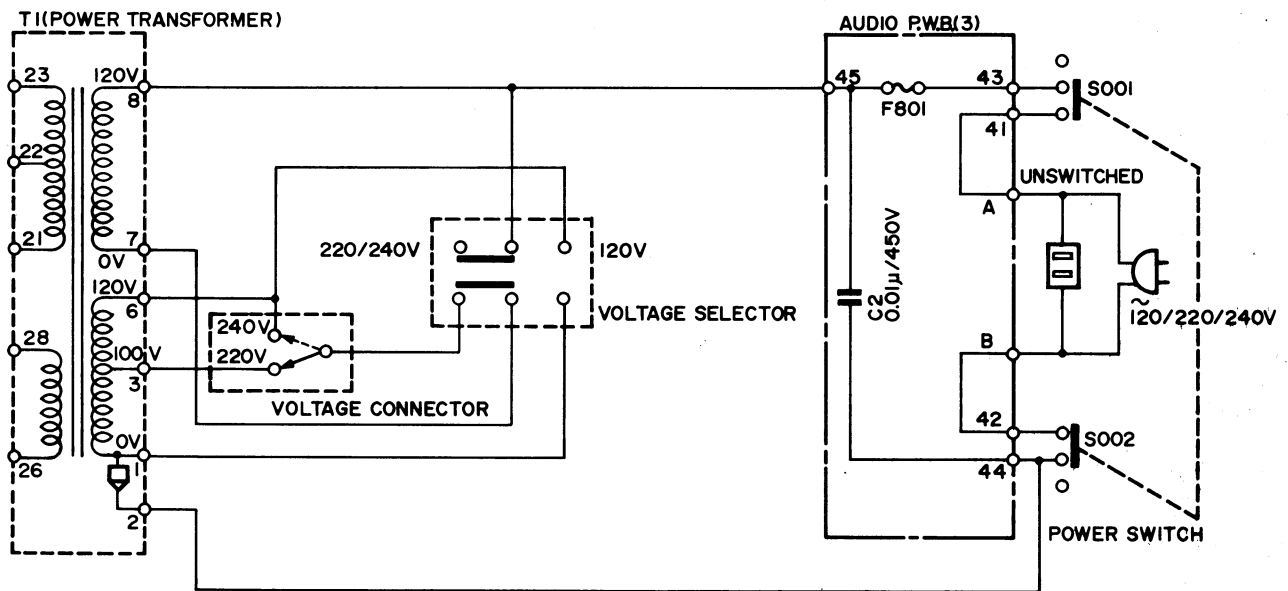 T1(POWER TRANSFORMER)
AUDIO P.W.B.(3)
23
120V
8
45
43
S001
F801
41
22
UNSWITCHED
A
21
7
0V
220/240V
120V
120V
6
C2
0.01μ/450V
VOLTAGE SELECTOR
~
120/220/240V
240V
28
100V
220V
3
B
VOLTAGE CONNECTOR
42
S002
0V
26
1
44
2
POWER SWITCH